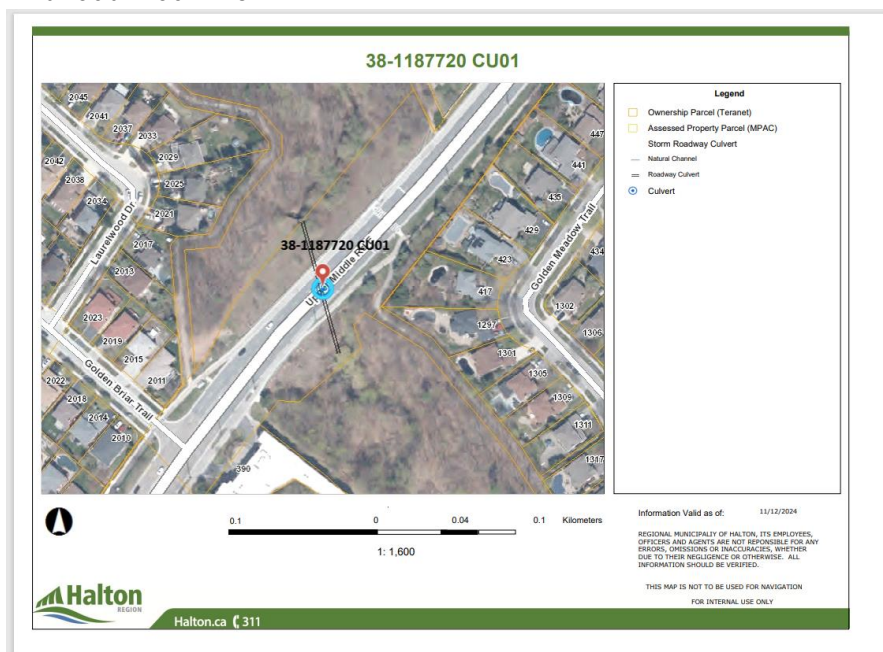 38-1187720 CU01
2045
2041
2037
2033
2029
2025
2021
2042
2038
2034
Laurelwood Dr
2017
2013
2023
2019
2015
2011
2022
2018
2014
2010
Golden Briar Trail
38-1187720 CU01
Middle
390
447
441
435
429
423
417
1297
1301
1305
1309
1311
1317
434
1302
1306
Golden Meadow Trail
Legend
Ownership Parcel (Teranet)
Assessed Property Parcel (MPAC)
Storm Roadway Culvert
Natural Channel
Roadway Culvert
Culvert
0.1 0 0.04 0.1 Kilometers
1: 1,600
Information Valid as of: 11/12/2024
REGIONAL MUNICIPALIY OF HALTON, ITS EMPLOYEES,
OFFICERS AND AGENTS ARE NOT REPONSIBLE FOR ANY
ERRORS, OMISSIONS OR INACCURACIES, WHETHER
DUE TO THEIR NEGLIGENCE OR OTHERWISE. ALL
INFORMATION SHOULD BE VERIFIED.
THIS MAP IS NOT TO BE USED FOR NAVIGATION
FOR INTERNAL USE ONLY
Halton
REGION
Halton.ca 311